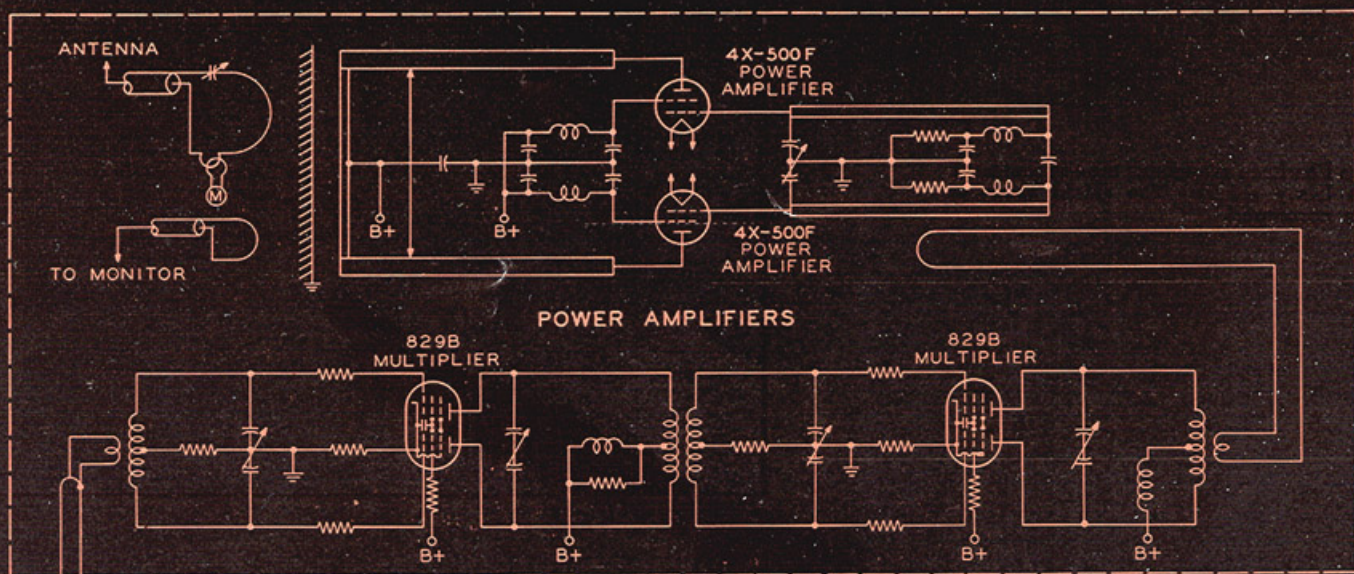 ANTENNA
4X-500F
POWER
AMPLIFIER
M
B+
B+
TO MONITOR
4X-500F
POWER
AMPLIFIER
POWER AMPLIFIERS
829B
MULTIPLIER
829B
MULTIPLIER
B+
B+
B+
B+